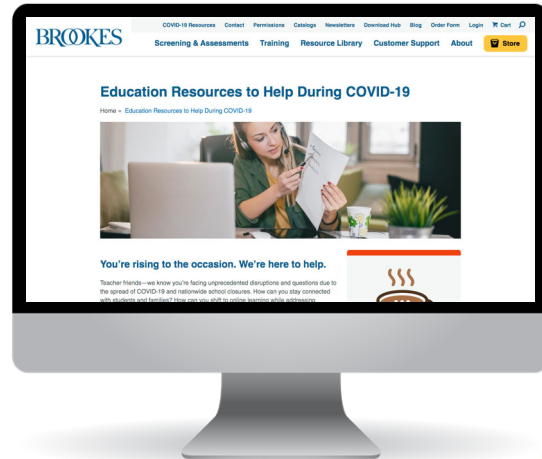 COVID-19 Resources Contact Permissions Catalogs Newsletters Download Hub Blog Order Form Login Cart
BROOKES
Screening & Assessments Training Resource Library Customer Support About Store
Education Resources to Help During COVID-19
Home » Education Resources to Help During COVID-19
You're rising to the occasion. We're here to help.
Teacher friends—we know you're facing unprecedented disruptions and questions due to
the spread of COVID-19 and nationwide school closures. How can you stay connected
with students and families? How can you shift to online learning while addressing